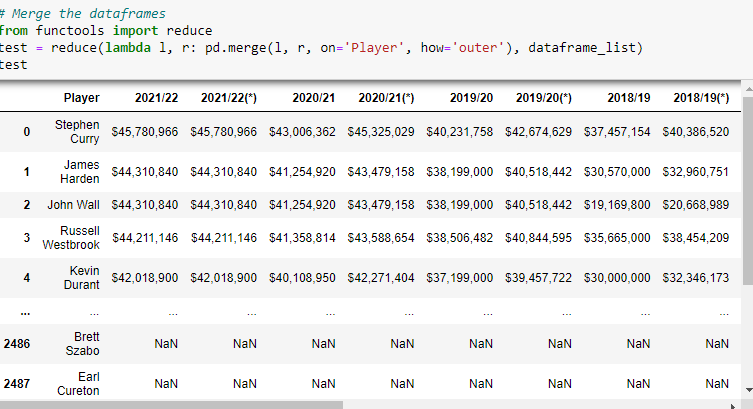 # Merge the dataframes
from functools import reduce
test = reduce(lambda l, r: pd.merge(l, r, on='Player', how='outer'), dataframe_list)
test
Player 2021/22 2021/22(*) 2020/21 2020/21(*) 2019/20 2019/20(*) 2018/19 2018/19(*)
0 Stephen Curry $45,780,966 $45,780,966 $43,006,362 $45,325,029 $40,231,758 $42,674,629 $37,457,154 $40,386,520
1 James Harden $44,310,840 $44,310,840 $41,254,920 $43,479,158 $38,199,000 $40,518,442 $30,570,000 $32,960,751
2 John Wall $44,310,840 $44,310,840 $41,254,920 $43,479,158 $38,199,000 $40,518,442 $19,169,800 $20,668,989
3 Russell Westbrook $44,211,146 $44,211,146 $41,358,814 $43,588,654 $38,506,482 $40,844,595 $35,665,000 $38,454,209
4 Kevin Durant $42,018,900 $42,018,900 $40,108,950 $42,271,404 $37,199,000 $39,457,722 $30,000,000 $32,346,173
... ... ... ... ... ... ... ... ... ...
2486 Brett Szabo NaN NaN NaN NaN NaN NaN NaN NaN
2487 Earl Cureton NaN NaN NaN NaN NaN NaN NaN NaN